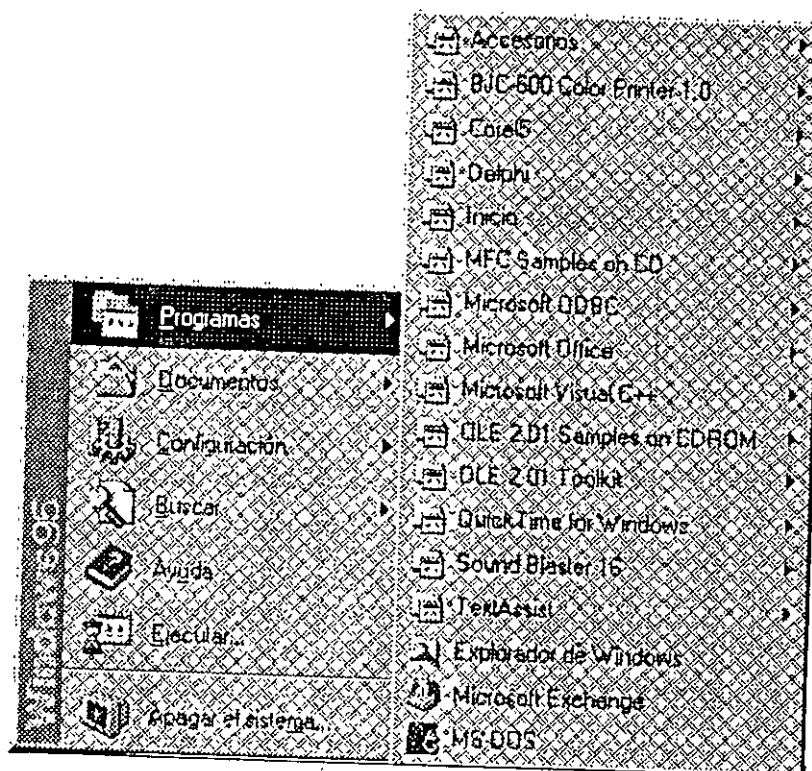 Accesorios
BJC-600 Color Printer 1.0
Corel5
Delphi
Inicio
MFC Samples on CD
Microsoft ODBC
Microsoft Office
Microsoft Visual C++
OLE 2.01 Samples on CDROM
OLE 2.01 Toolkit
QuickTime for Windows
Sound Blaster 16
TextAssist
Explorador de Windows
Microsoft Exchange
MS-DOS
Programas
Documentos
Configuración
Buscar
Ayuda
Ejecutar...
Apagar el sistema...
Windows95